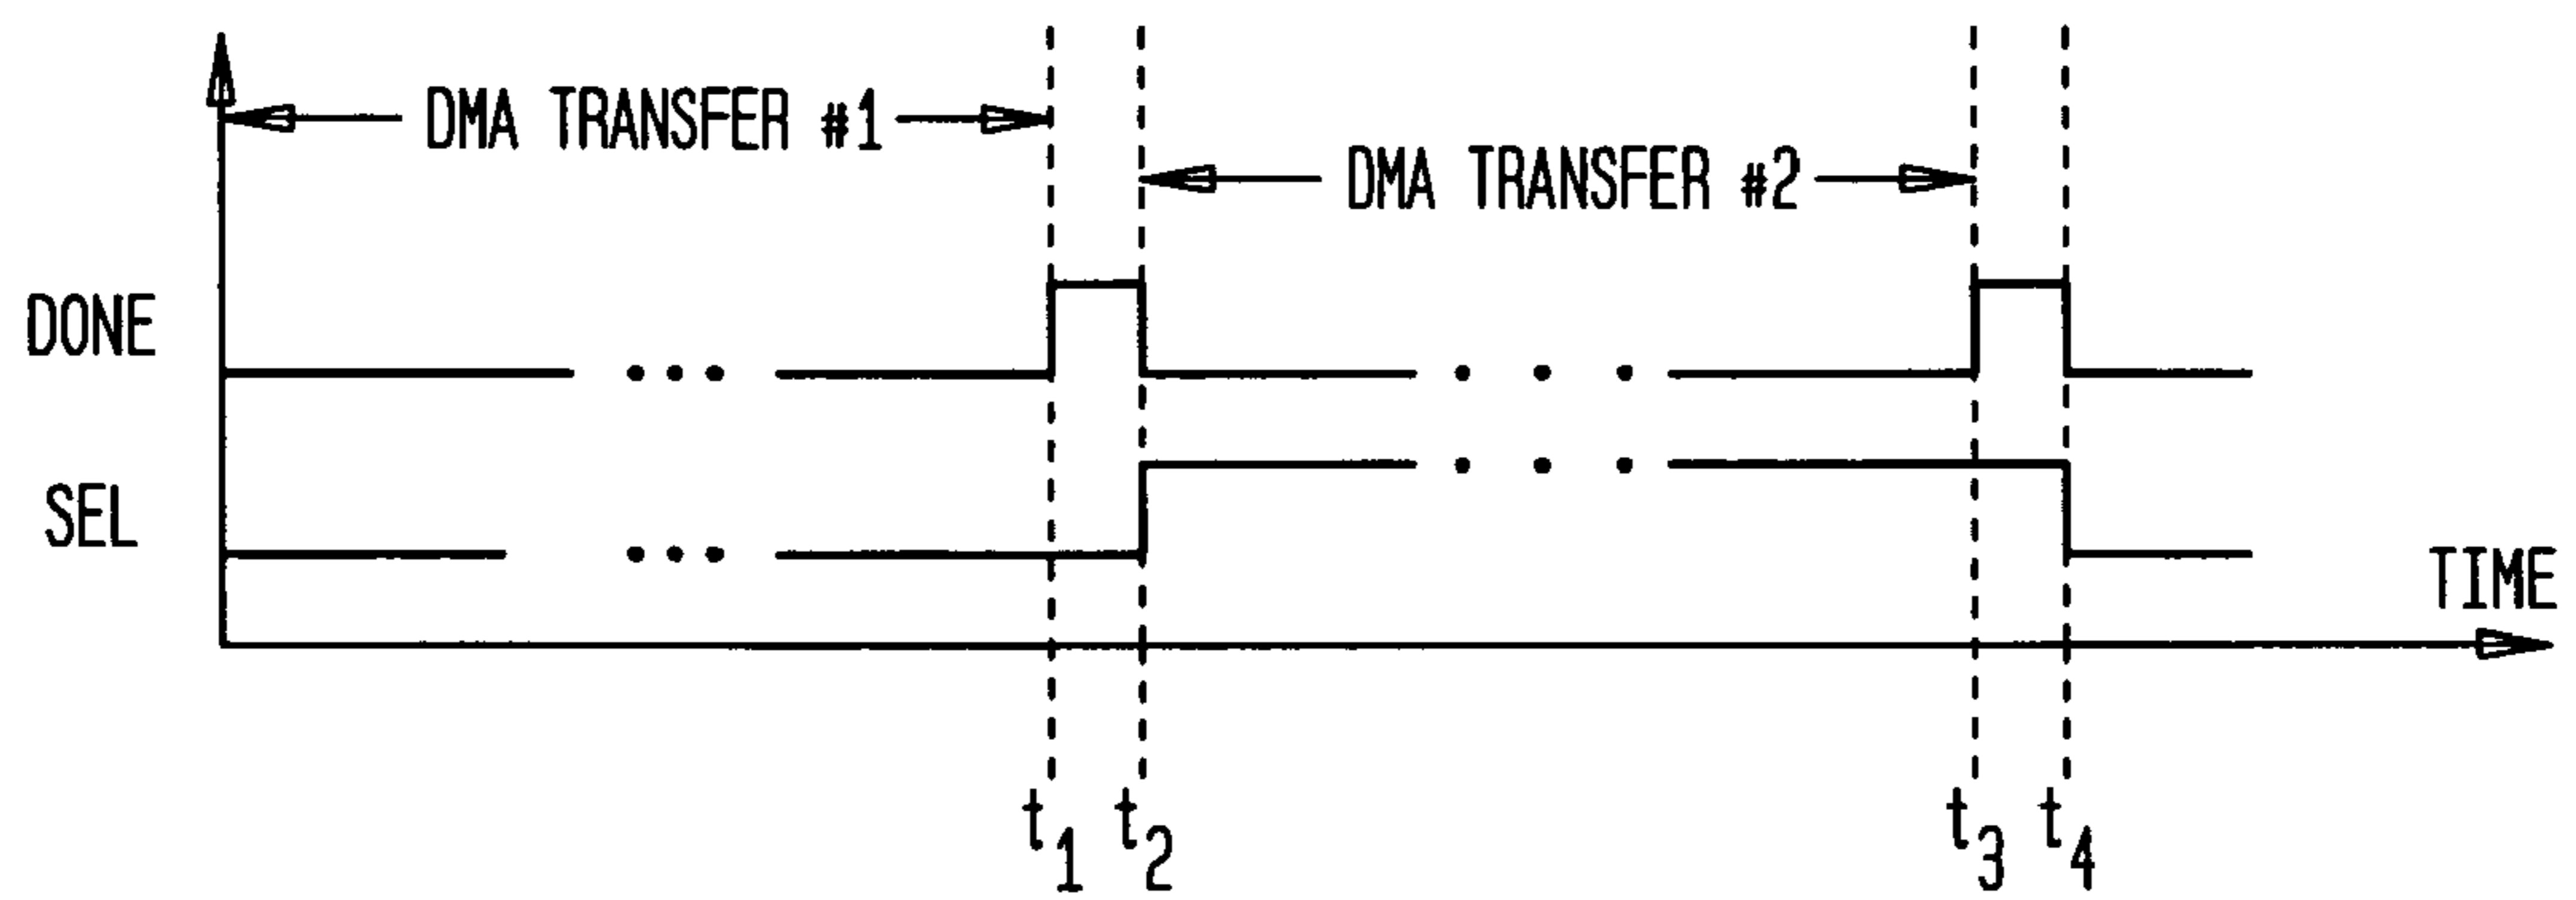 DMA TRANSFER #1
DMA TRANSFER #2
DONE
SEL
TIME
t1 t2 t3 t4